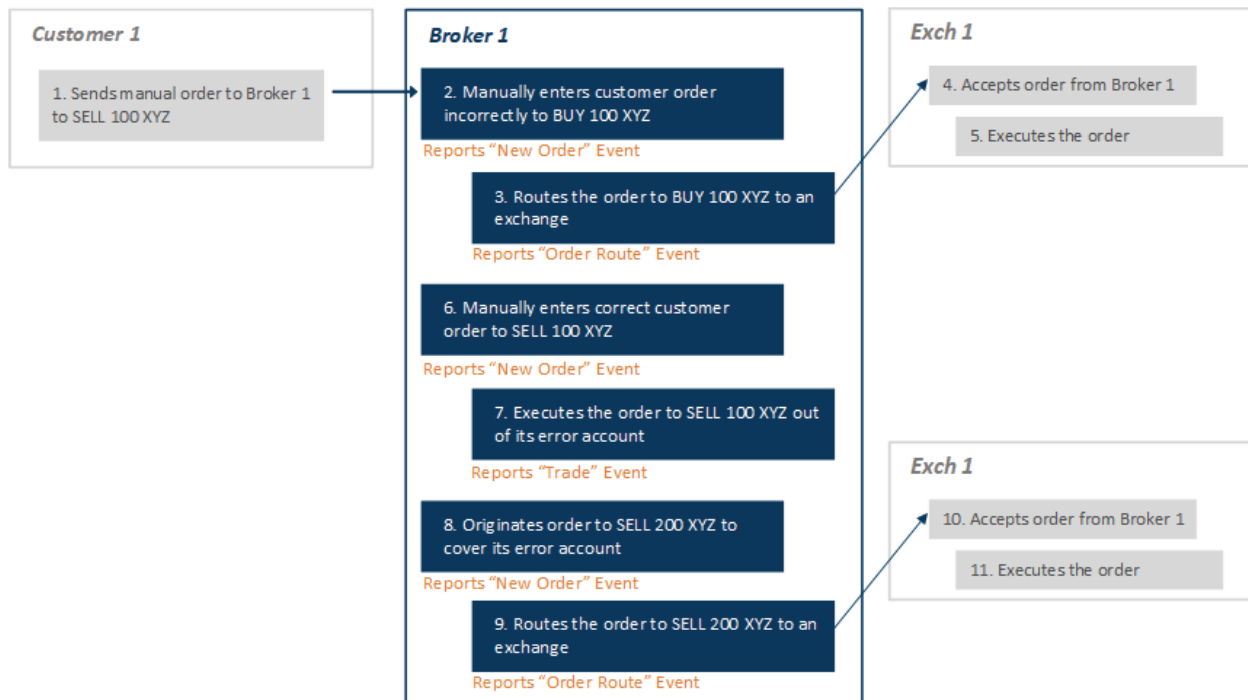 Customer 1
1. Sends manual order to Broker 1
to SELL 100 XYZ
Broker 1
2. Manually enters customer order
incorrectly to BUY 100 XYZ
Reports “New Order” Event
3. Routes the order to BUY 100 XYZ to an
exchange
Reports “Order Route” Event
Exch 1
4. Accepts order from Broker 1
5. Executes the order
6. Manually enters correct customer
order to SELL 100 XYZ
Reports “New Order” Event
7. Executes the order to SELL 100 XYZ out
of its error account
Reports “Trade” Event
8. Originates order to SELL 200 XYZ to
cover its error account
Reports “New Order” Event
9. Routes the order to SELL 200 XYZ to an
exchange
Reports “Order Route” Event
Exch 1
10. Accepts order from Broker 1
11. Executes the order